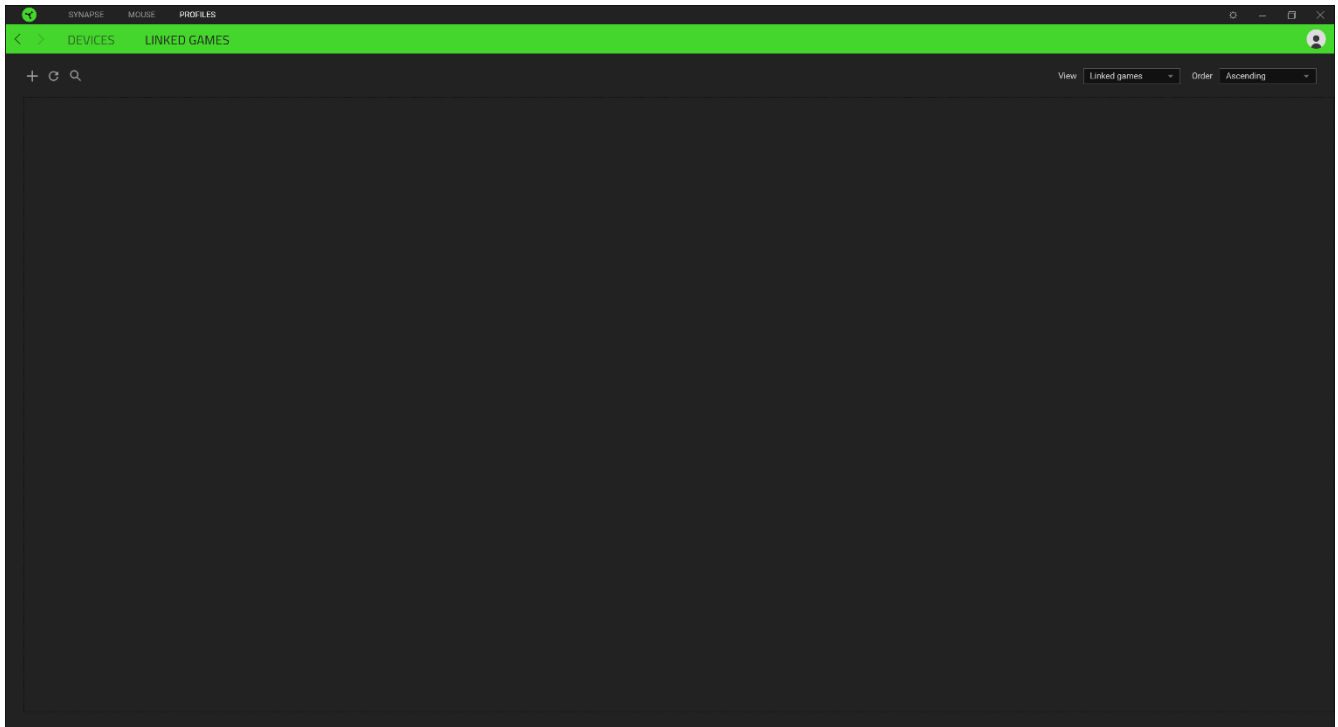 SYNAPSE MOUSE PROFILES
DEVICES LINKED GAMES
View Linked games Order Ascending